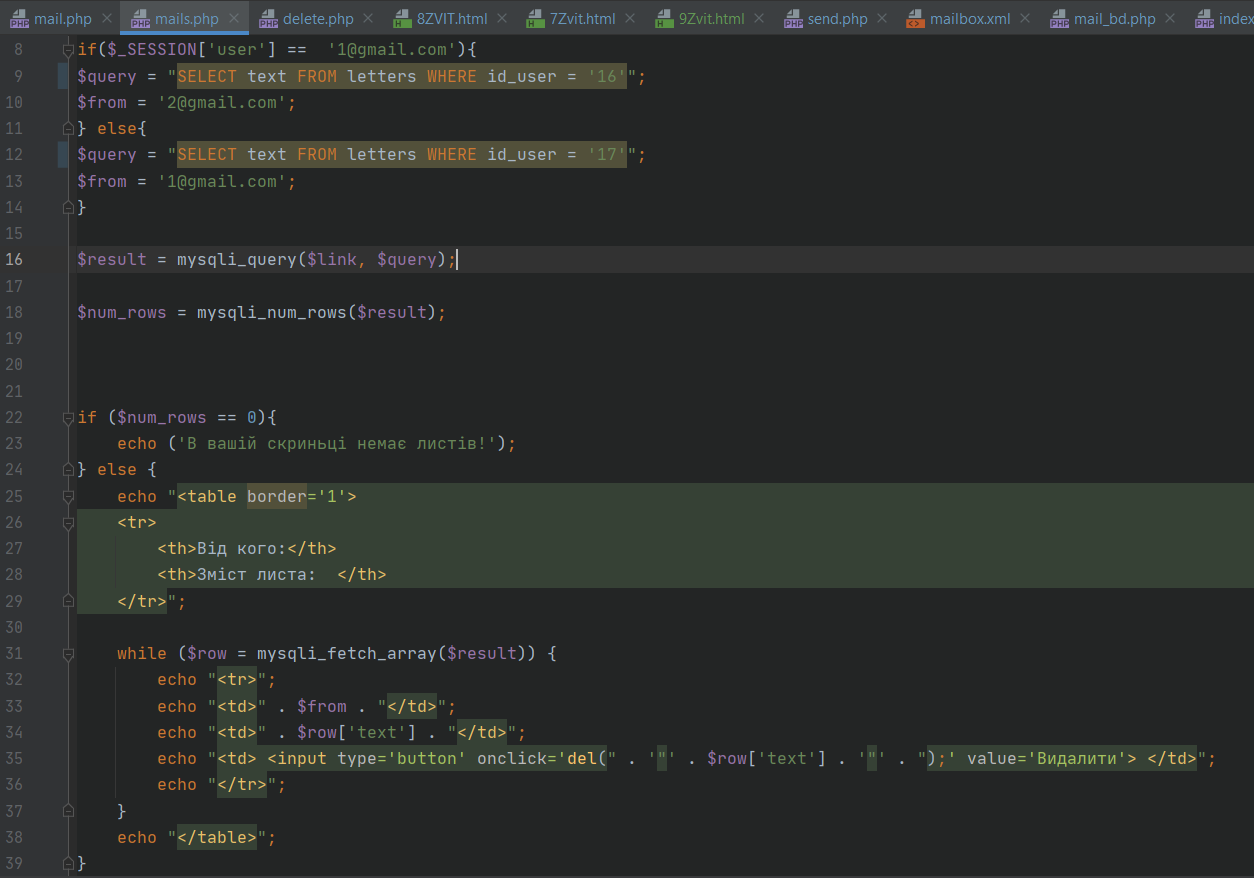 mail.php mails.php delete.php 8ZVIT.html 7Zvit.html 9Zvit.html send.php mailbox.xml mail_bd.php index
8 if($_SESSION['user'] ==  '1@gmail.com'){
9 $query = "SELECT text FROM letters WHERE id_user = '16'";
10 $from = '2@gmail.com';
11 } else{
12 $query = "SELECT text FROM letters WHERE id_user = '17'";
13 $from = '1@gmail.com';
14 }
15
16 $result = mysqli_query($link, $query);
17
18 $num_rows = mysqli_num_rows($result);
19
20
21
22 if ($num_rows == 0){
23     echo ('В вашій скриньці немає листів!');
24 } else {
25     echo "<table border='1'>
26     <tr>
27         <th>Від кого:</th>
28         <th>Зміст листа:  </th>
29     </tr>";
30
31     while ($row = mysqli_fetch_array($result)) {
32         echo "<tr>";
33         echo "<td>" . $from . "</td>";
34         echo "<td>" . $row['text'] . "</td>";
35         echo "<td> <input type='button' onclick='del(" . '"' . $row['text'] . '"' . ");' value='Видалити'> </td>";
36         echo "</tr>";
37     }
38     echo "</table>";
39 }